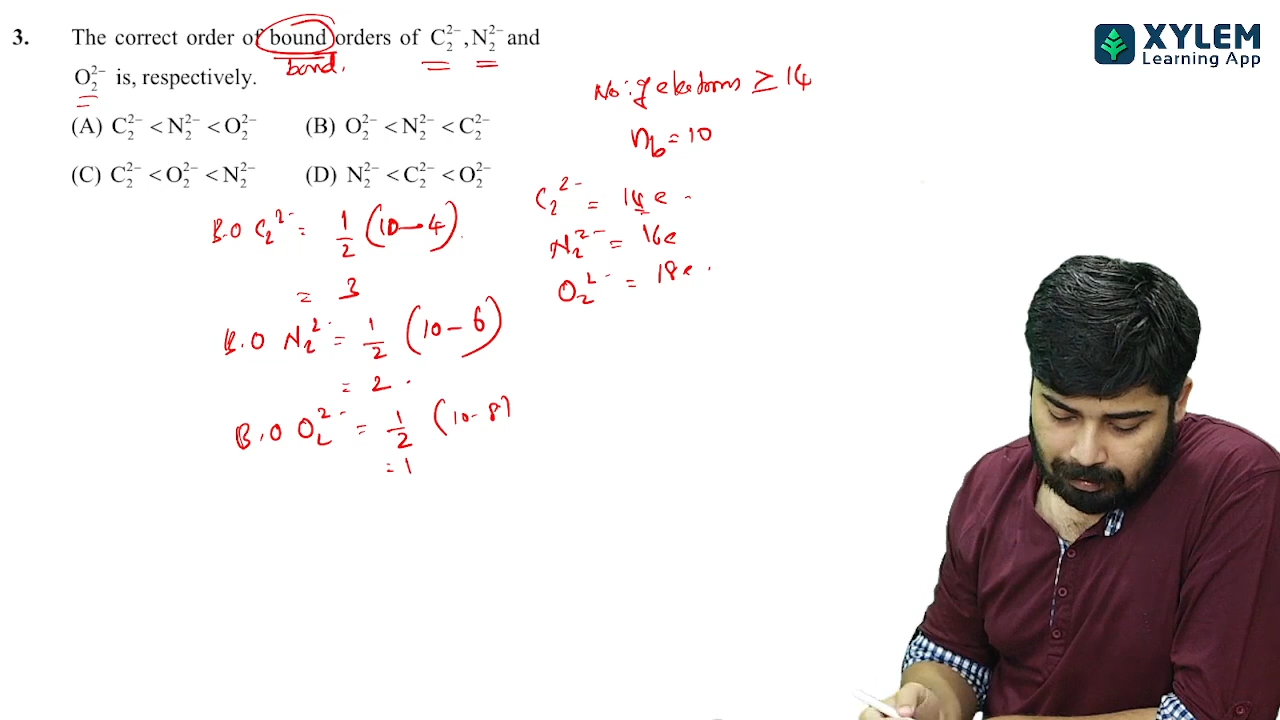 3. The correct order of bound orders of C₂²⁻, N₂²⁻ and
bond.
O₂²⁻ is, respectively.
(A) C₂²⁻ < N₂²⁻ < O₂²⁻ (B) O₂²⁻ < N₂²⁻ < C₂²⁻
(C) C₂²⁻ < O₂²⁻ < N₂²⁻ (D) N₂²⁻ < C₂²⁻ < O₂²⁻
B.O C₂²⁻ = 1/2 (10-4).
= 3
B.O N₂²⁻ = 1/2 (10-6)
= 2.
B.O O₂²⁻ = 1/2 (10-8)
= 1
No: of electrons ≥ 14
n_b = 10
C₂²⁻ = 14e.
N₂²⁻ = 16e
O₂²⁻ = 18e.
XYLEM
Learning App